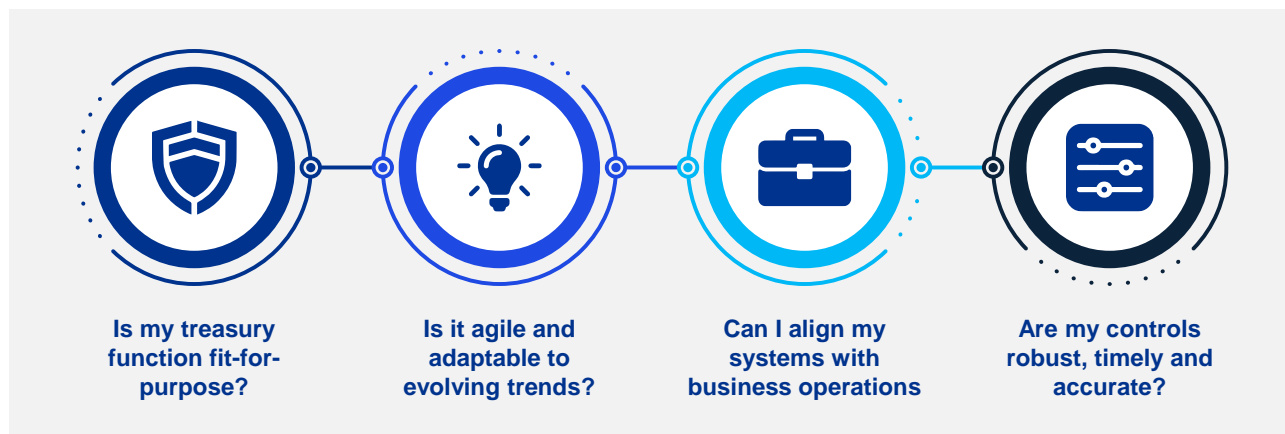 Is my treasury
function fit-for-
purpose?
Is it agile and
adaptable to
evolving trends?
Can I align my
systems with
business operations
Are my controls
robust, timely and
accurate?